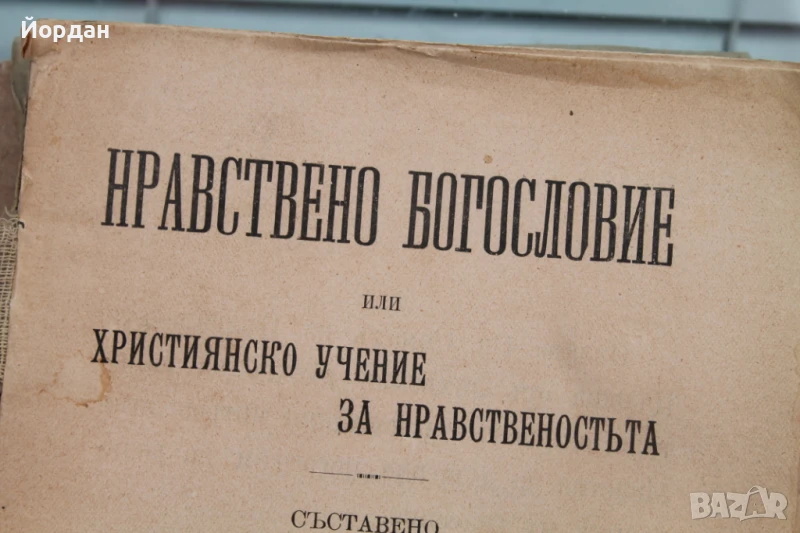 Йордан
НРАВСТВЕНО БОГОСЛОВИЕ
или
ХРИСТИЯНСКО УЧЕНИЕ
ЗА НРАВСТВЕНОСТЬТА
СЪСТАВЕНО
BAZAR